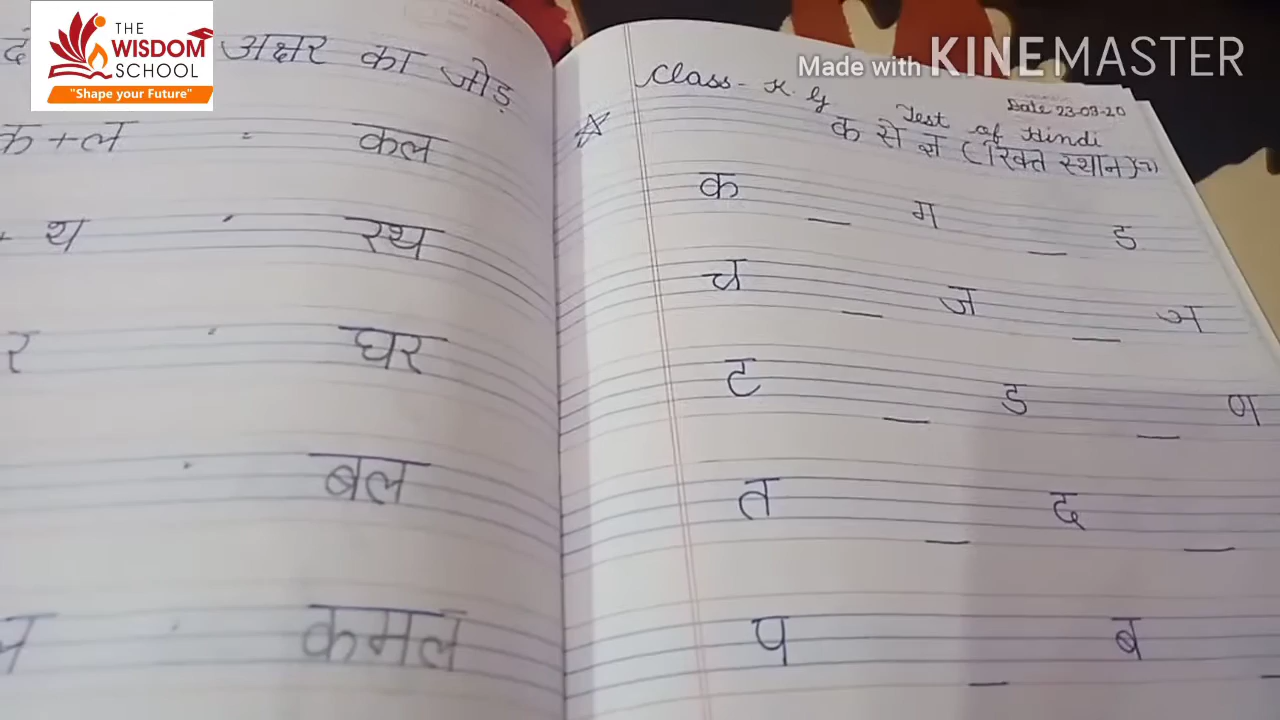 THE
WISDOM
SCHOOL
"Shape your Future"
Made with KINEMASTER
अक्षर का जोड़
क+ल = कल
+ थ रथ
र घर
बल
कमल
Class - K.G
Date 23-03-20
Test of Hindi
क से ज्ञ (रिक्त स्थान)
क _ ग _ ड
च _ ज _ ञ
ट _ ड _ ण
त _ द _
प _ ब _